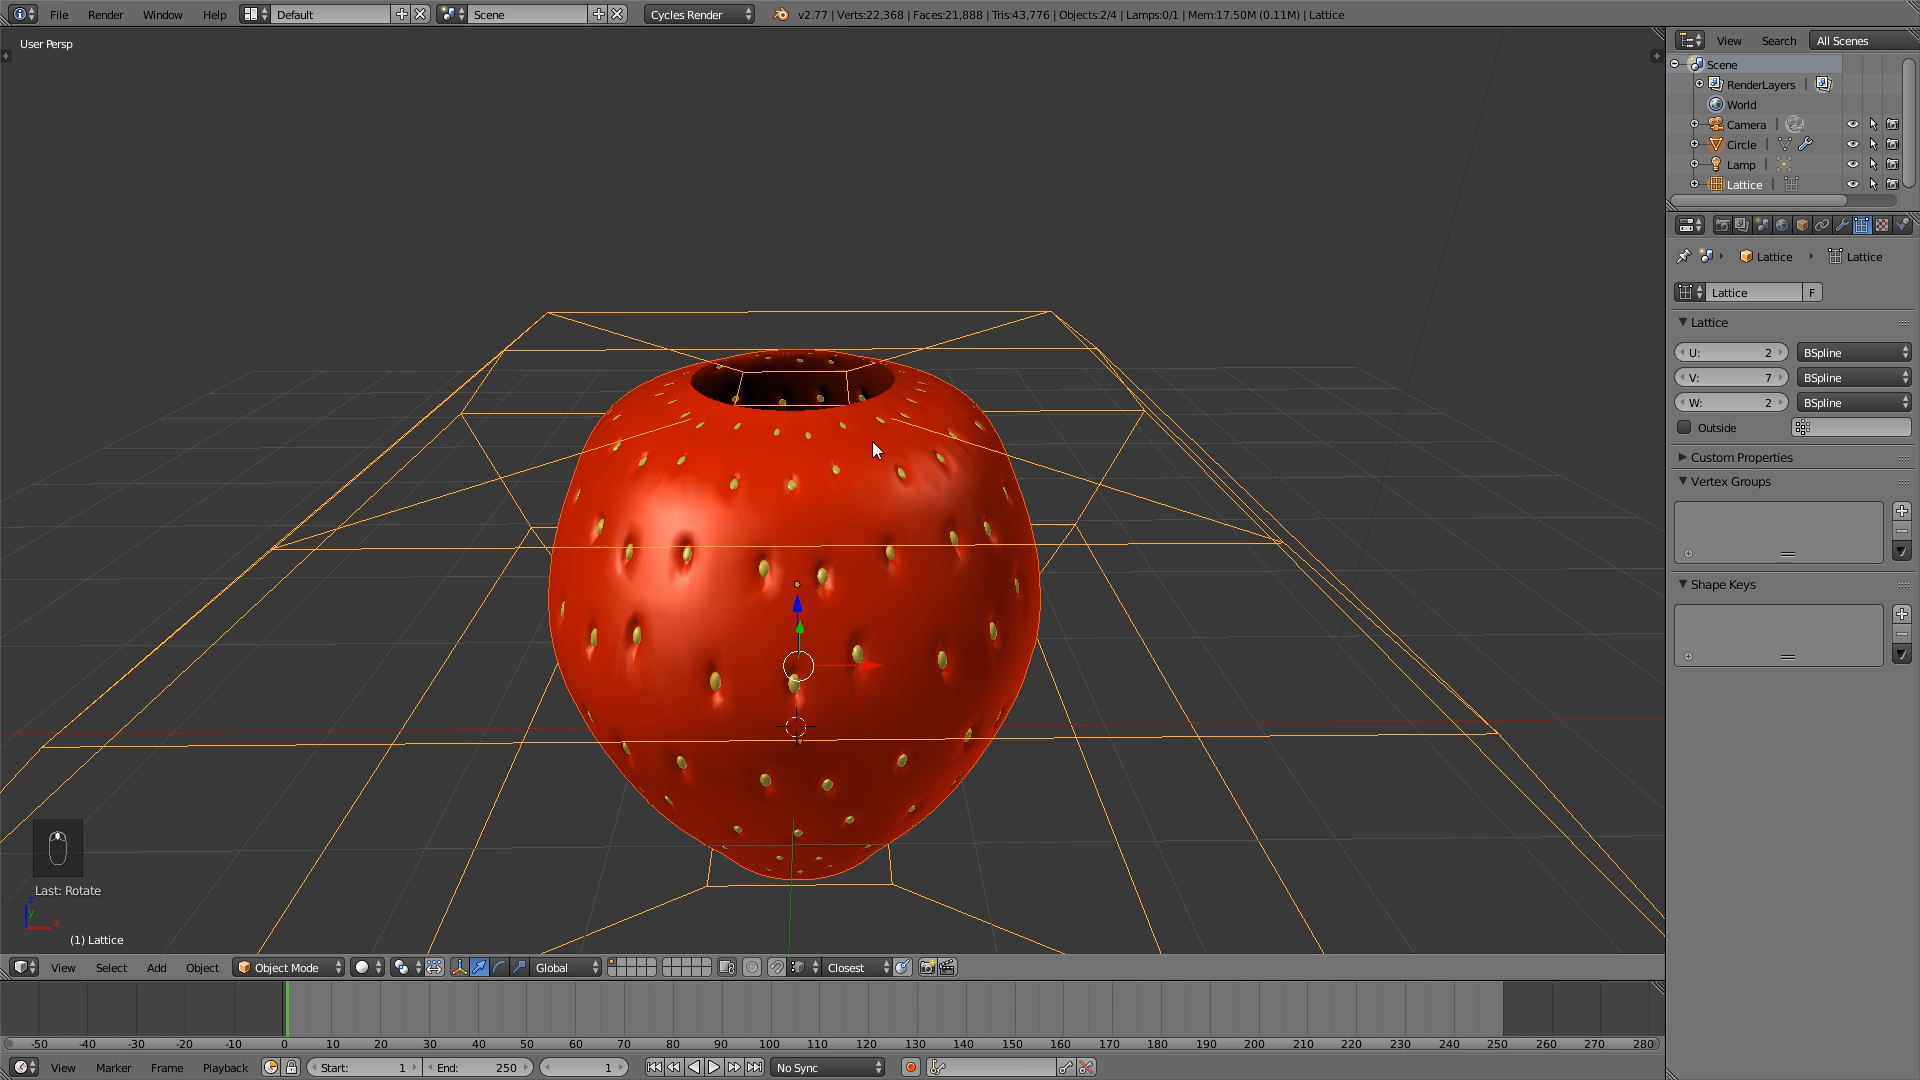 File Render Window Help Default Scene Cycles Render v2.77 | Verts:22,368 | Faces:21,888 | Tris:43,776 | Objects:2/4 | Lamps:0/1 | Mem:17.50M (0.11M) | Lattice
User Persp
View Search All Scenes
Scene
RenderLayers |
World
Camera |
Circle |
Lamp |
Lattice |
Lattice Lattice
Lattice F
Lattice
U: 2 BSpline
V: 7 BSpline
W: 2 BSpline
Outside
Custom Properties
Vertex Groups
Shape Keys
Last: Rotate
z
y
x
(1) Lattice
View Select Add Object Object Mode Global Closest
-50 -40 -30 -20 -10 0 10 20 30 40 50 60 70 80 90 100 110 120 130 140 150 160 170 180 190 200 210 220 230 240 250 260 270 280
View Marker Frame Playback Start: 1 End: 250 1 No Sync